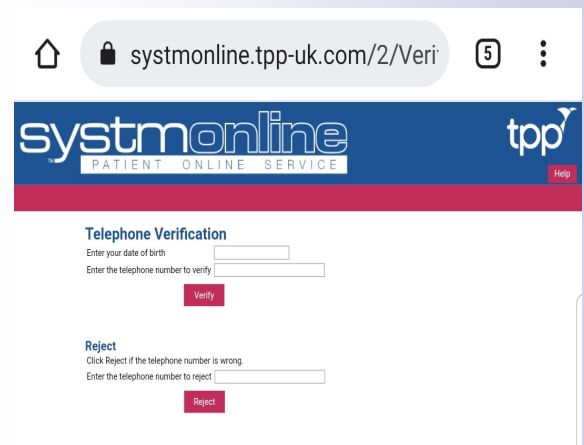 systmonline.tpp-uk.com/2/Veri
5
systmonline
tpp
PATIENT ONLINE SERVICE
Help
Telephone Verification
Enter your date of birth
Enter the telephone number to verify
Verify
Reject
Click Reject if the telephone number is wrong.
Enter the telephone number to reject
Reject